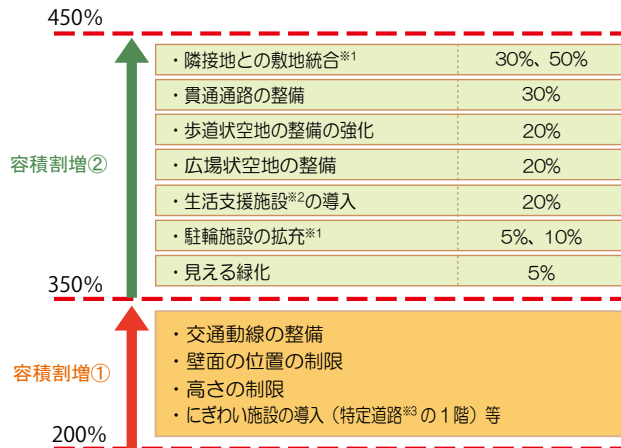 450%
・隣接地との敷地統合※1 30%、50%
・貫通通路の整備 30%
・歩道状空地の整備の強化 20%
容積割増② ・広場状空地の整備 20%
・生活支援施設※2の導入 20%
・駐輪施設の拡充※1 5%、10%
・見える緑化 5%
350%
・交通動線の整備
・壁面の位置の制限
容積割増① ・高さの制限
・にぎわい施設の導入（特定道路※3の1階）等
200%